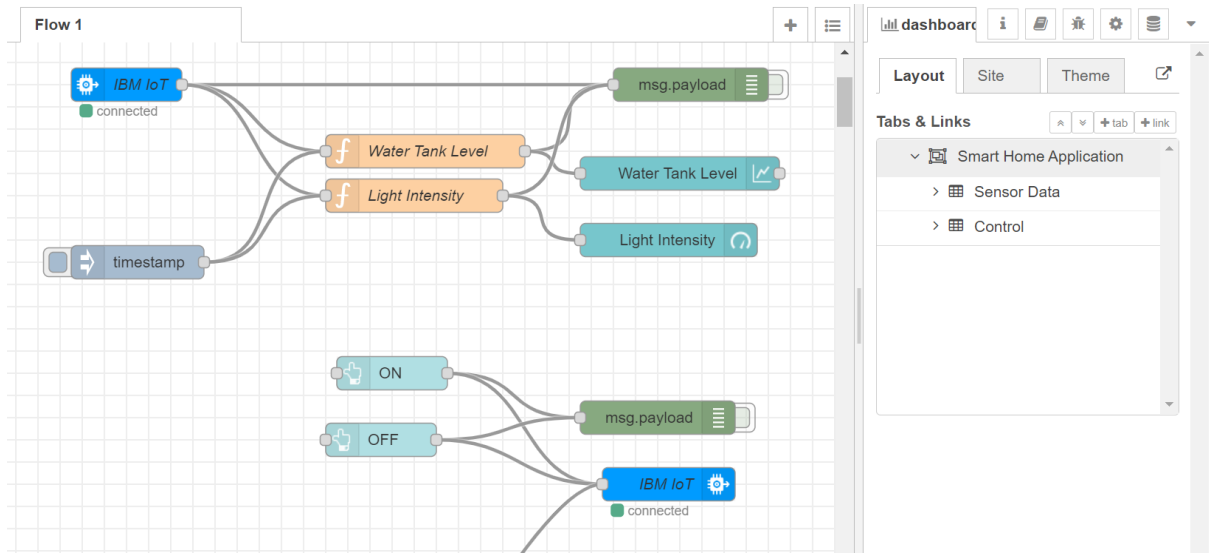 Flow 1
IBM IoT
connected
msg.payload
Water Tank Level
Water Tank Level
Light Intensity
Light Intensity
timestamp
ON
msg.payload
OFF
IBM IoT
connected
dashboard
Layout
Site
Theme
Tabs & Links
+ tab
+ link
Smart Home Application
Sensor Data
Control